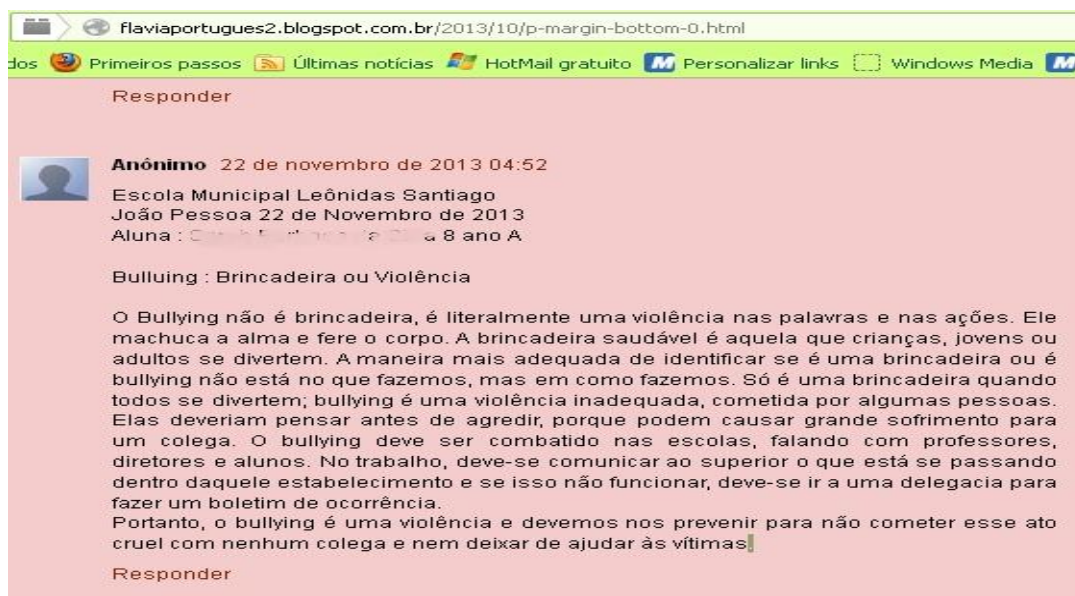 flaviaportugues2.blogspot.com.br/2013/10/p-margin-bottom-0.html
dos Primeiros passos Últimas notícias HotMail gratuito Personalizar links Windows Media
Responder
Anónimo 22 de novembro de 2013 04:52
Escola Municipal Leônidas Santiago
João Pessoa 22 de Novembro de 2013
Aluna : a 8 ano A
Bulluing : Brincadeira ou Violência
O Bullying não é brincadeira, é literalmente uma violência nas palavras e nas ações. Ele
machuca a alma e fere o corpo. A brincadeira saudável é aquela que crianças, jovens ou
adultos se divertem. A maneira mais adequada de identificar se é uma brincadeira ou é
bullying não está no que fazemos, mas em como fazemos. Só é uma brincadeira quando
todos se divertem; bullying é uma violência inadequada, cometida por algumas pessoas.
Elas deveriam pensar antes de agredir, porque podem causar grande sofrimento para
um colega. O bullying deve ser combatido nas escolas, falando com professores,
diretores e alunos. No trabalho, deve-se comunicar ao superior o que está se passando
dentro daquele estabelecimento e se isso não funcionar, deve-se ir a uma delegacia para
fazer um boletim de ocorrência.
Portanto, o bullying é uma violência e devemos nos prevenir para não cometer esse ato
cruel com nenhum colega e nem deixar de ajudar às vítimas.
Responder